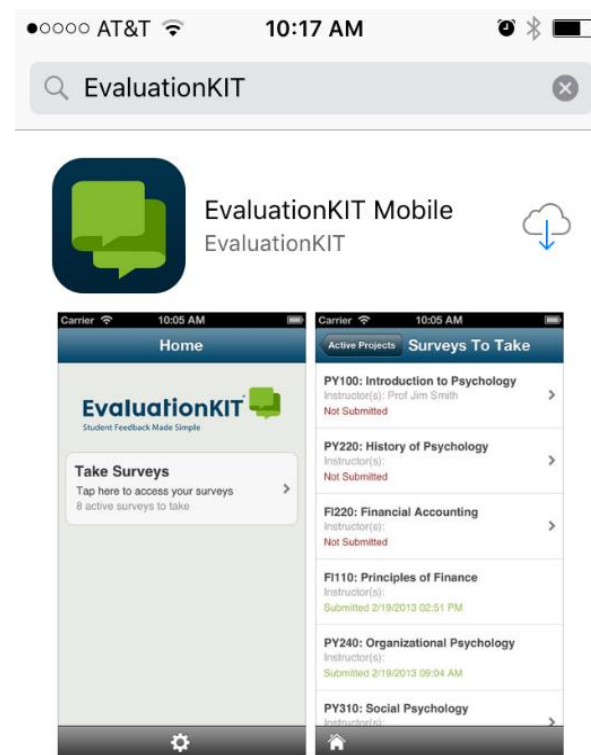 AT&T 10:17 AM
EvaluationKIT
EvaluationKIT Mobile
EvaluationKIT
Carrier 10:05 AM
Home
EvaluationKIT
Student Feedback Made Simple
Take Surveys
Tap here to access your surveys
8 active surveys to take
Carrier 10:05 AM
Active Projects Surveys To Take
PY100: Introduction to Psychology
Instructor(s): Prof Jim Smith
Not Submitted
PY220: History of Psychology
Instructor(s):
Not Submitted
FI220: Financial Accounting
Instructor(s):
Not Submitted
FI110: Principles of Finance
Instructor(s):
Submitted 2/19/2013 02:51 PM
PY240: Organizational Psychology
Instructor(s):
Submitted 2/19/2013 09:04 AM
PY310: Social Psychology
Instructor(s):